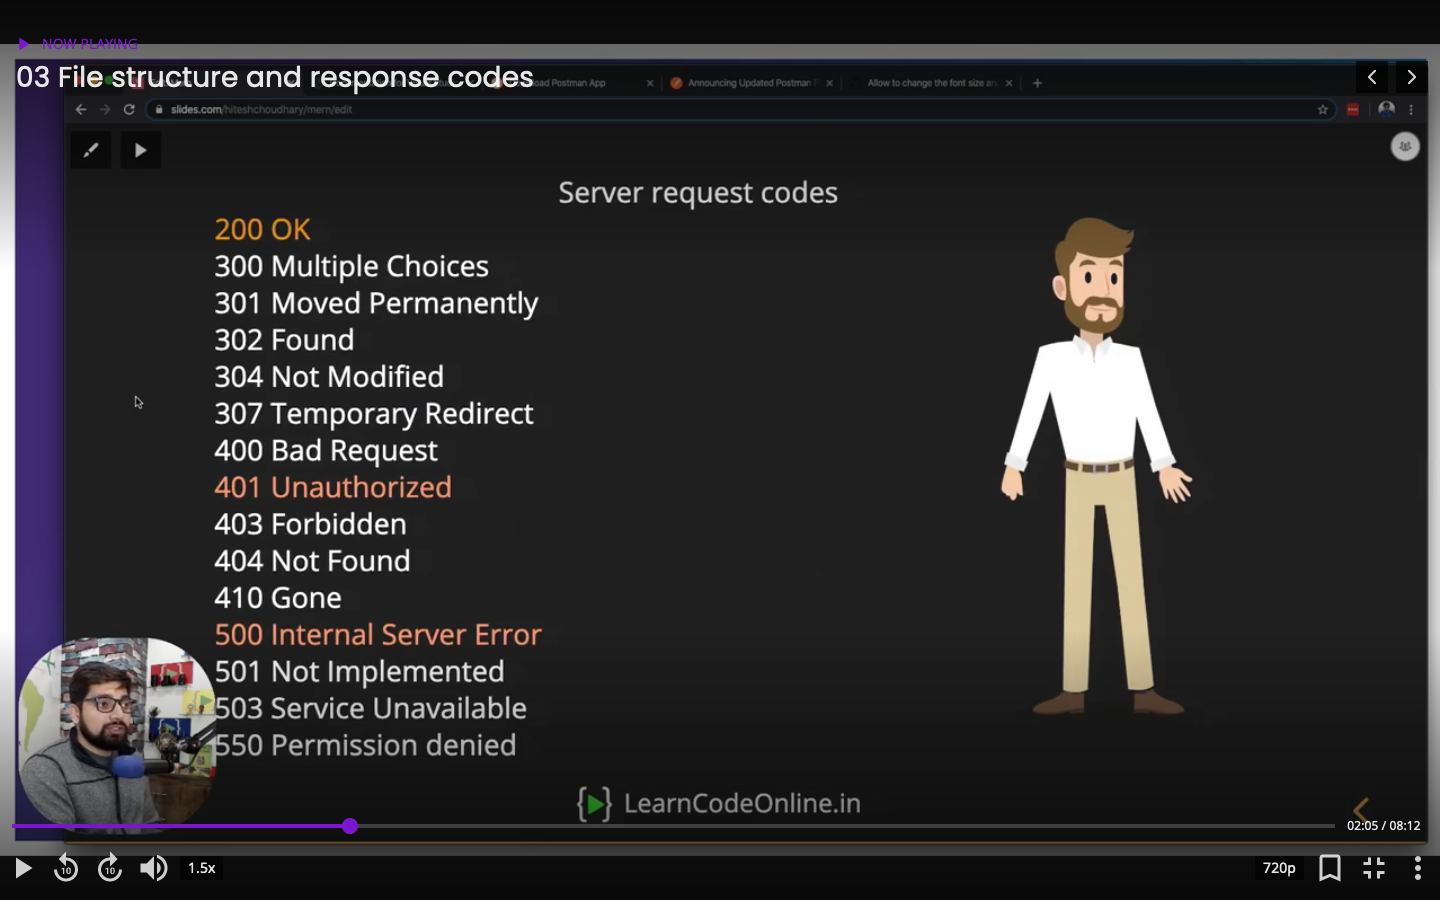 NOW PLAYING
03 File structure and response codes
load Postman App
Announcing Updated Postman
Allow to change the font size an
slides.com/hiteshchoudhary/mern/edit
Server request codes
200 OK
300 Multiple Choices
301 Moved Permanently
302 Found
304 Not Modified
307 Temporary Redirect
400 Bad Request
401 Unauthorized
403 Forbidden
404 Not Found
410 Gone
500 Internal Server Error
501 Not Implemented
503 Service Unavailable
550 Permission denied
LearnCodeOnline.in
02:05 / 08:12
10
10
1.5x
720p